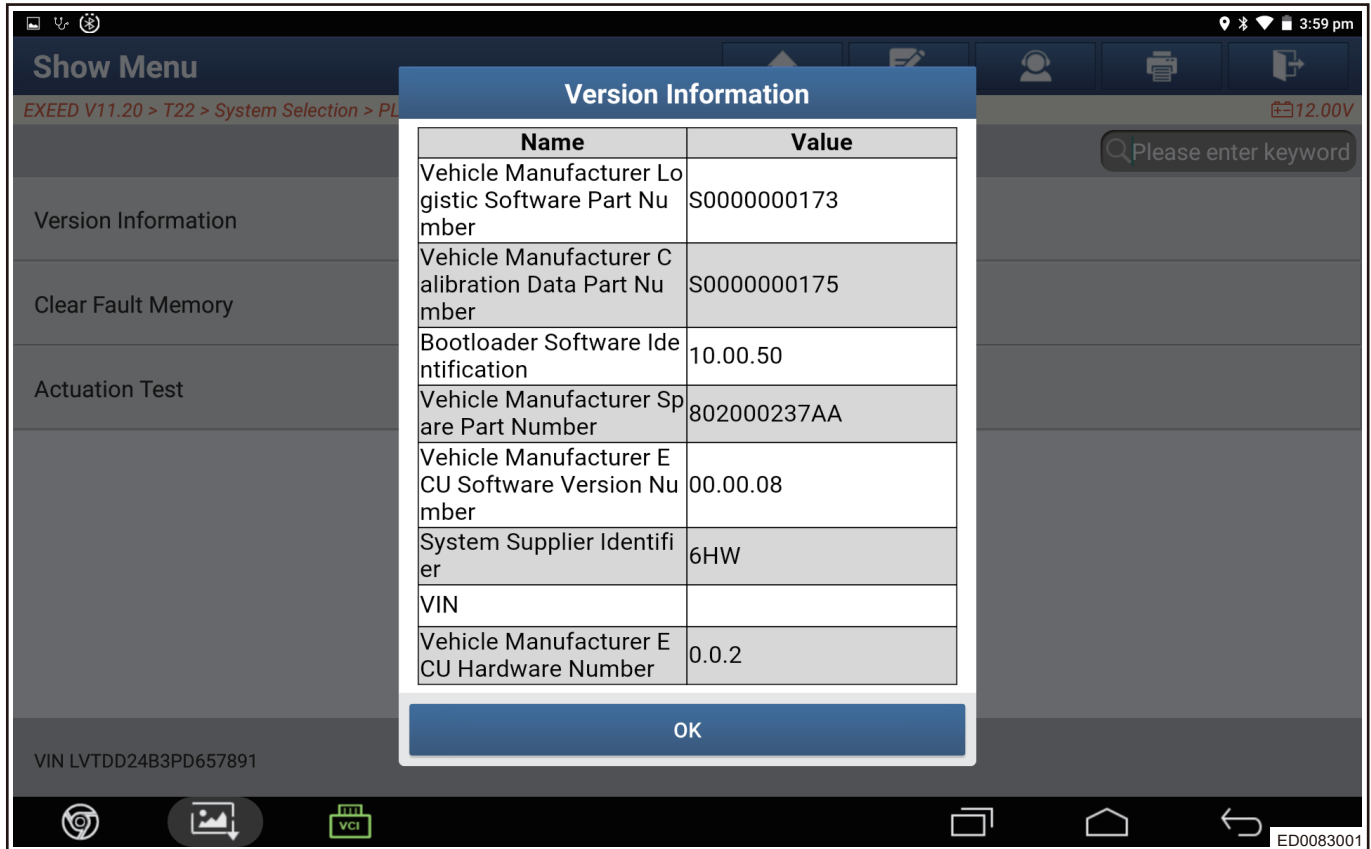 3:59 pm
Show Menu
EXEED V11.20 > T22 > System Selection > PL
12.00V
Please enter keyword
Version Information
Clear Fault Memory
Actuation Test
Version Information
Name Value
Vehicle Manufacturer Lo
gistic Software Part Nu
mber
S0000000173
Vehicle Manufacturer C
alibration Data Part Nu
mber
S0000000175
Bootloader Software Ide
ntification
10.00.50
Vehicle Manufacturer Sp
are Part Number
802000237AA
Vehicle Manufacturer E
CU Software Version Nu
mber
00.00.08
System Supplier Identifi
er
6HW
VIN
Vehicle Manufacturer E
CU Hardware Number
0.0.2
OK
VIN LVTDD24B3PD657891
VCI
ED0083001